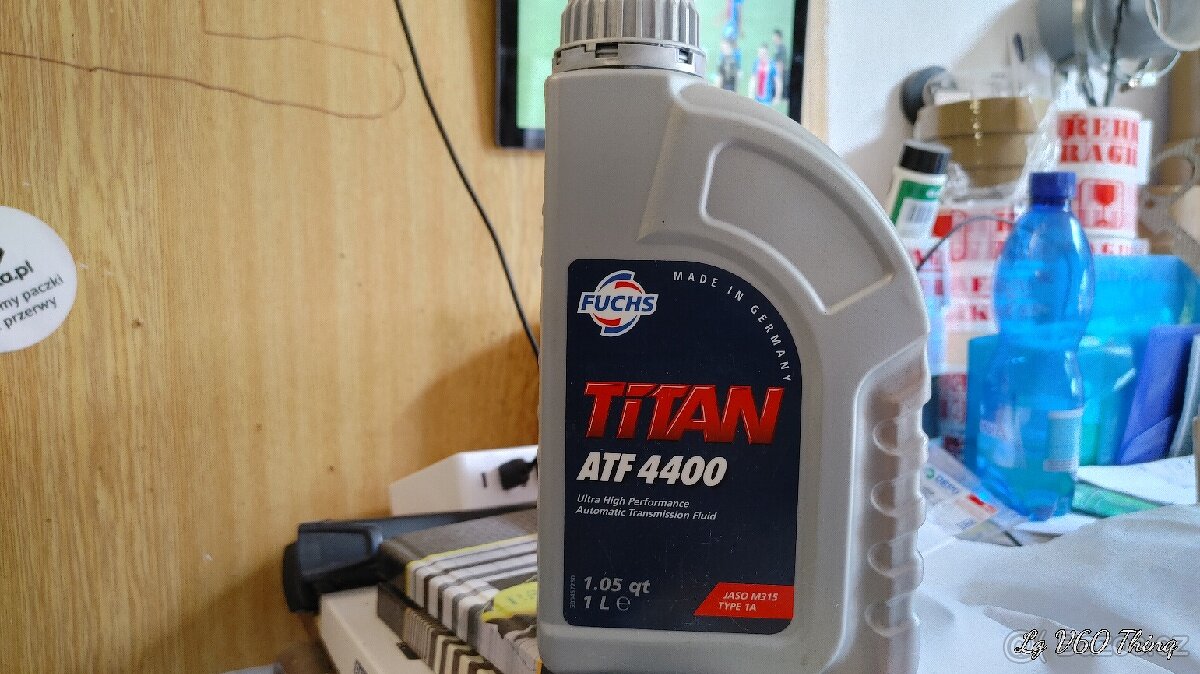 FUCHS
MADE IN GERMANY
TiTAN
ATF 4400
Ultra High Performance
Automatic Transmission Fluid
1.05 qt
1 L e
JASO M315
TYPE 1A
a.pl
my paczki
przerwy
Lg V60 Thinq